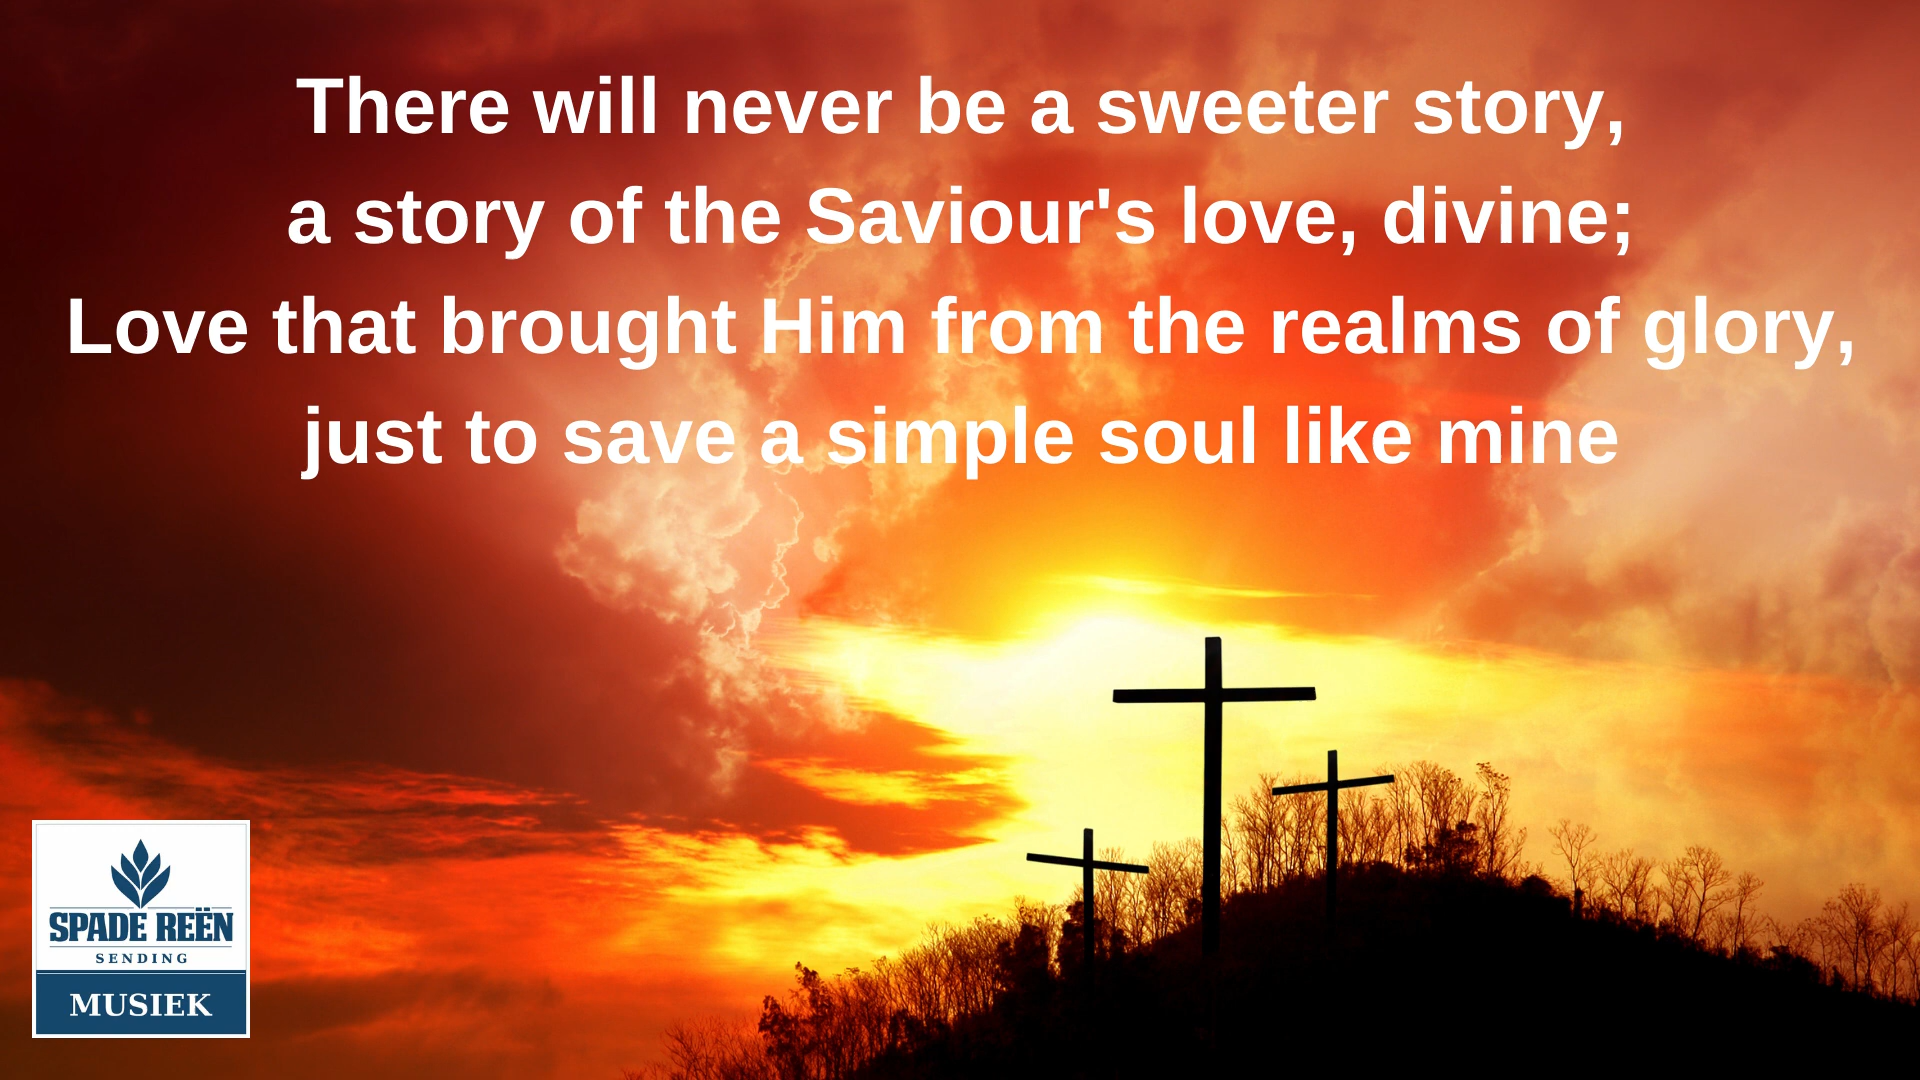 There will never be a sweeter story,
a story of the Saviour's love, divine;
Love that brought Him from the realms of glory,
just to save a simple soul like mine
SPADE REËN
SENDING
MUSIEK